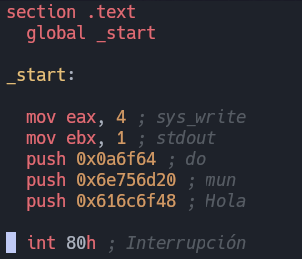 section .text
global _start
_start:
mov eax, 4 ; sys_write
mov ebx, 1 ; stdout
push 0x0a6f64 ; do
push 0x6e756d20 ; mun
push 0x616c6f48 ; Hola
int 80h ; Interrupción